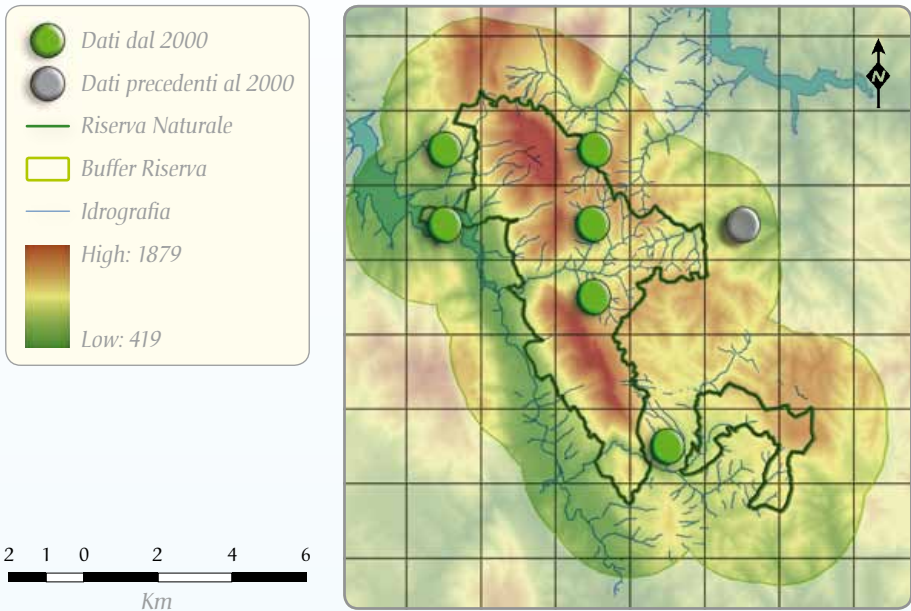 Dati dal 2000
Dati precedenti al 2000
Riserva Naturale
Buffer Riserva
Idrografia
High: 1879
Low: 419
2 1 0 2 4 6
Km
N